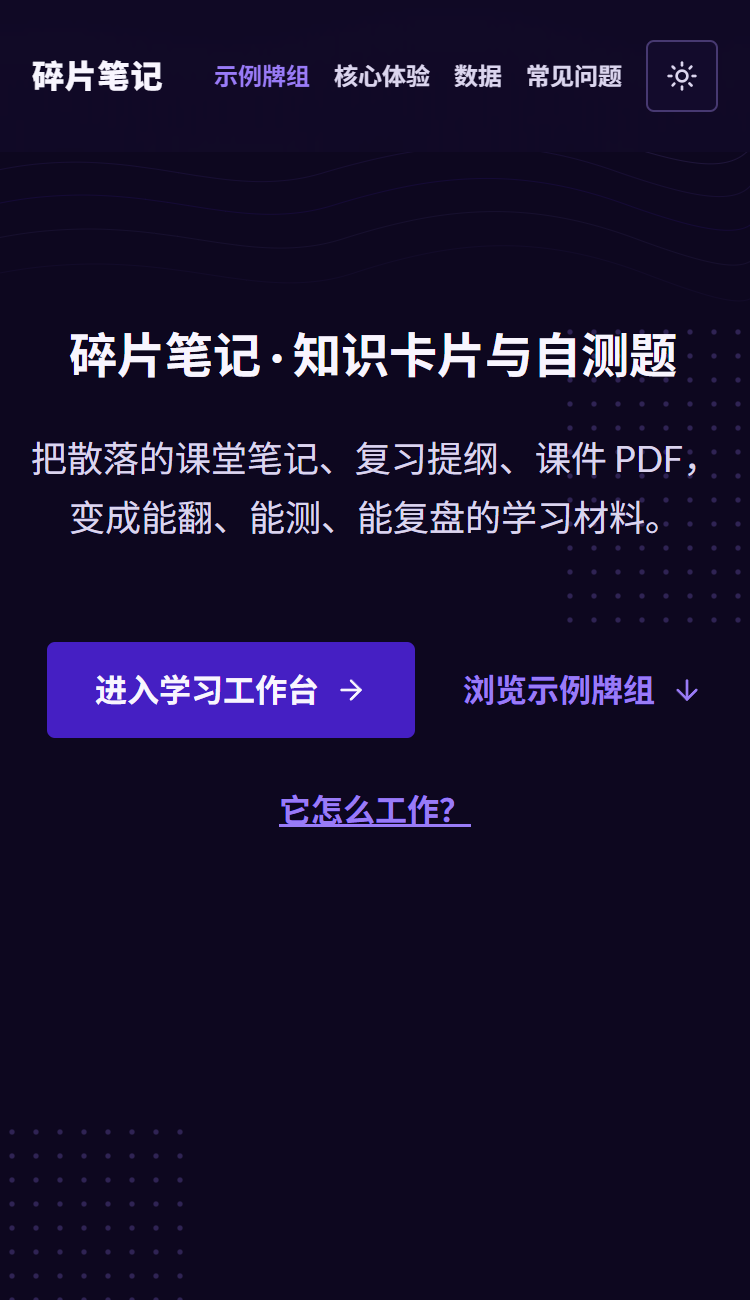 碎片笔记
示例牌组 核心体验 数据 常见问题
碎片笔记 · 知识卡片与自测题
把散落的课堂笔记、复习提纲、课件 PDF，
变成能翻、能测、能复盘的学习材料。
进入学习工作台 →
浏览示例牌组 ↓
它怎么工作？